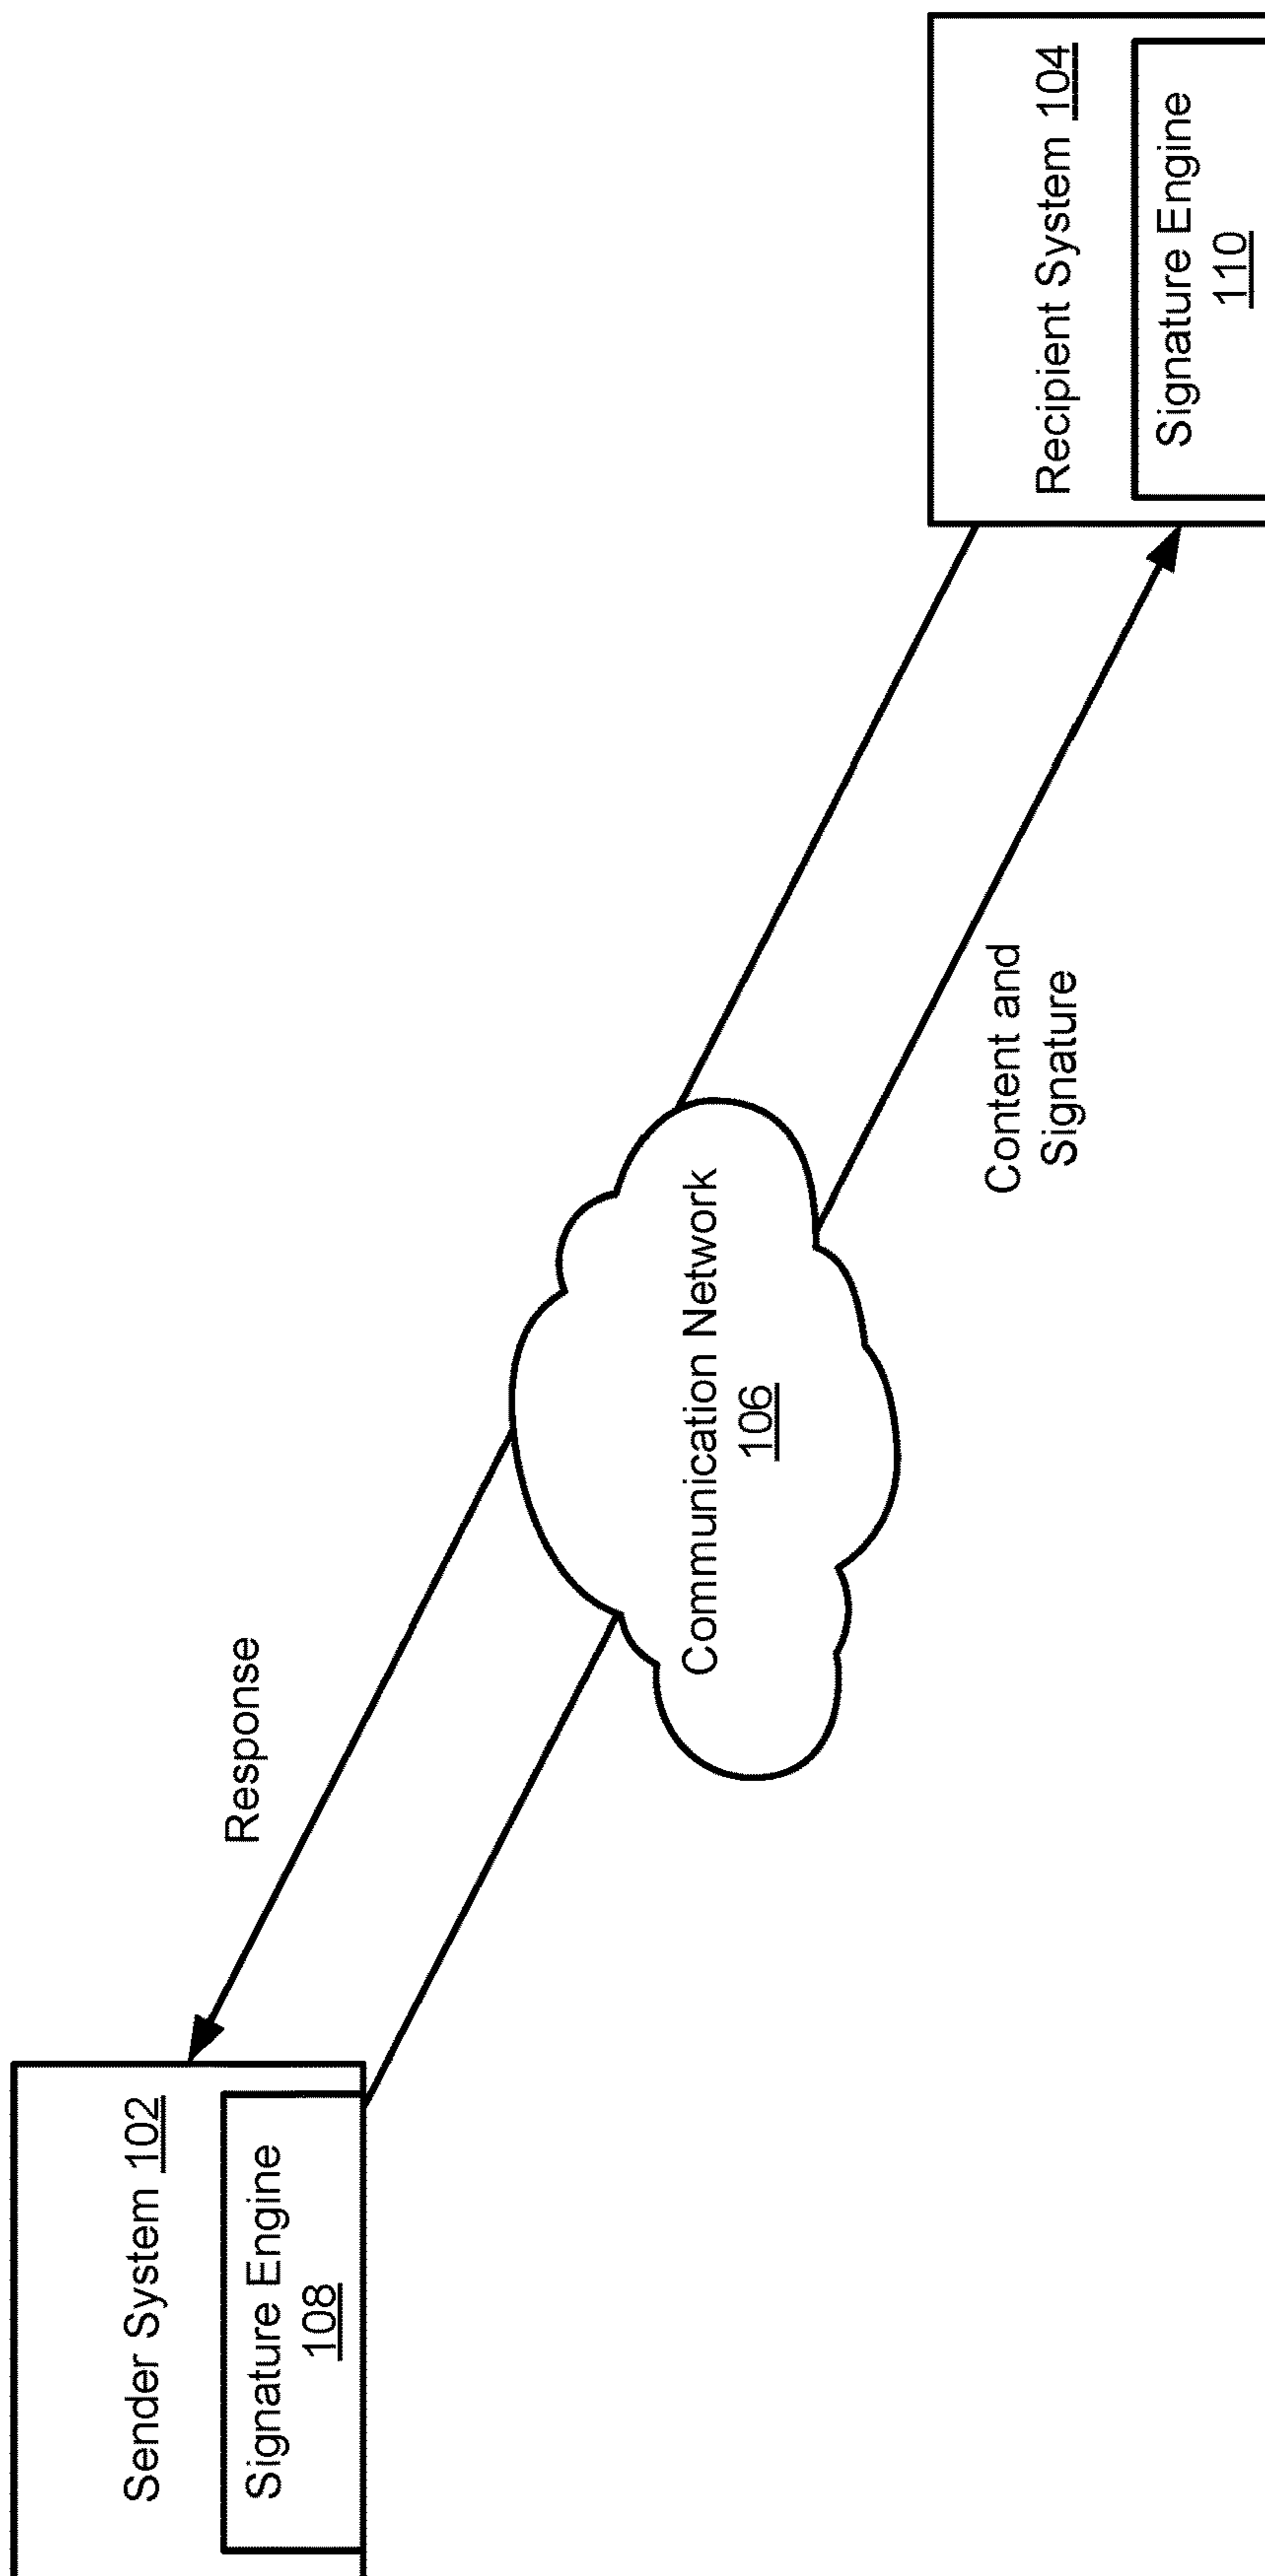 Sender System 102
Signature Engine
108
Response
Communication Network
106
Content and
Signature
Recipient System 104
Signature Engine
110